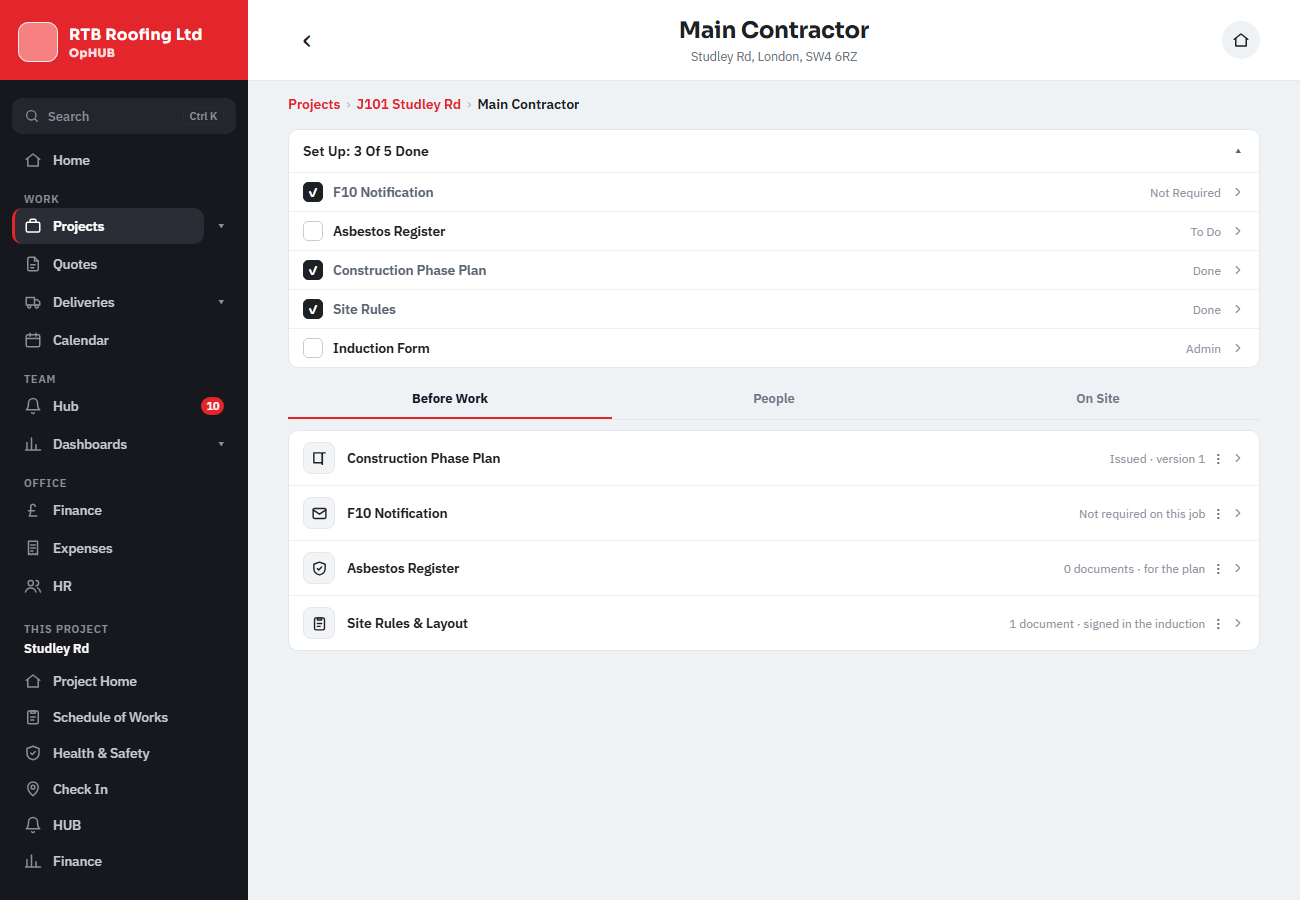 RTB Roofing Ltd
OpHUB
Search Ctrl K
Home
WORK
Projects
Quotes
Deliveries
Calendar
TEAM
Hub 10
Dashboards
OFFICE
Finance
Expenses
HR
THIS PROJECT
Studley Rd
Project Home
Schedule of Works
Health & Safety
Check In
HUB
Finance
Main Contractor
Studley Rd, London, SW4 6RZ
Projects › J101 Studley Rd › Main Contractor
Set Up: 3 Of 5 Done
F10 Notification Not Required
Asbestos Register To Do
Construction Phase Plan Done
Site Rules Done
Induction Form Admin
Before Work People On Site
Construction Phase Plan Issued · version 1
F10 Notification Not required on this job
Asbestos Register 0 documents · for the plan
Site Rules & Layout 1 document · signed in the induction